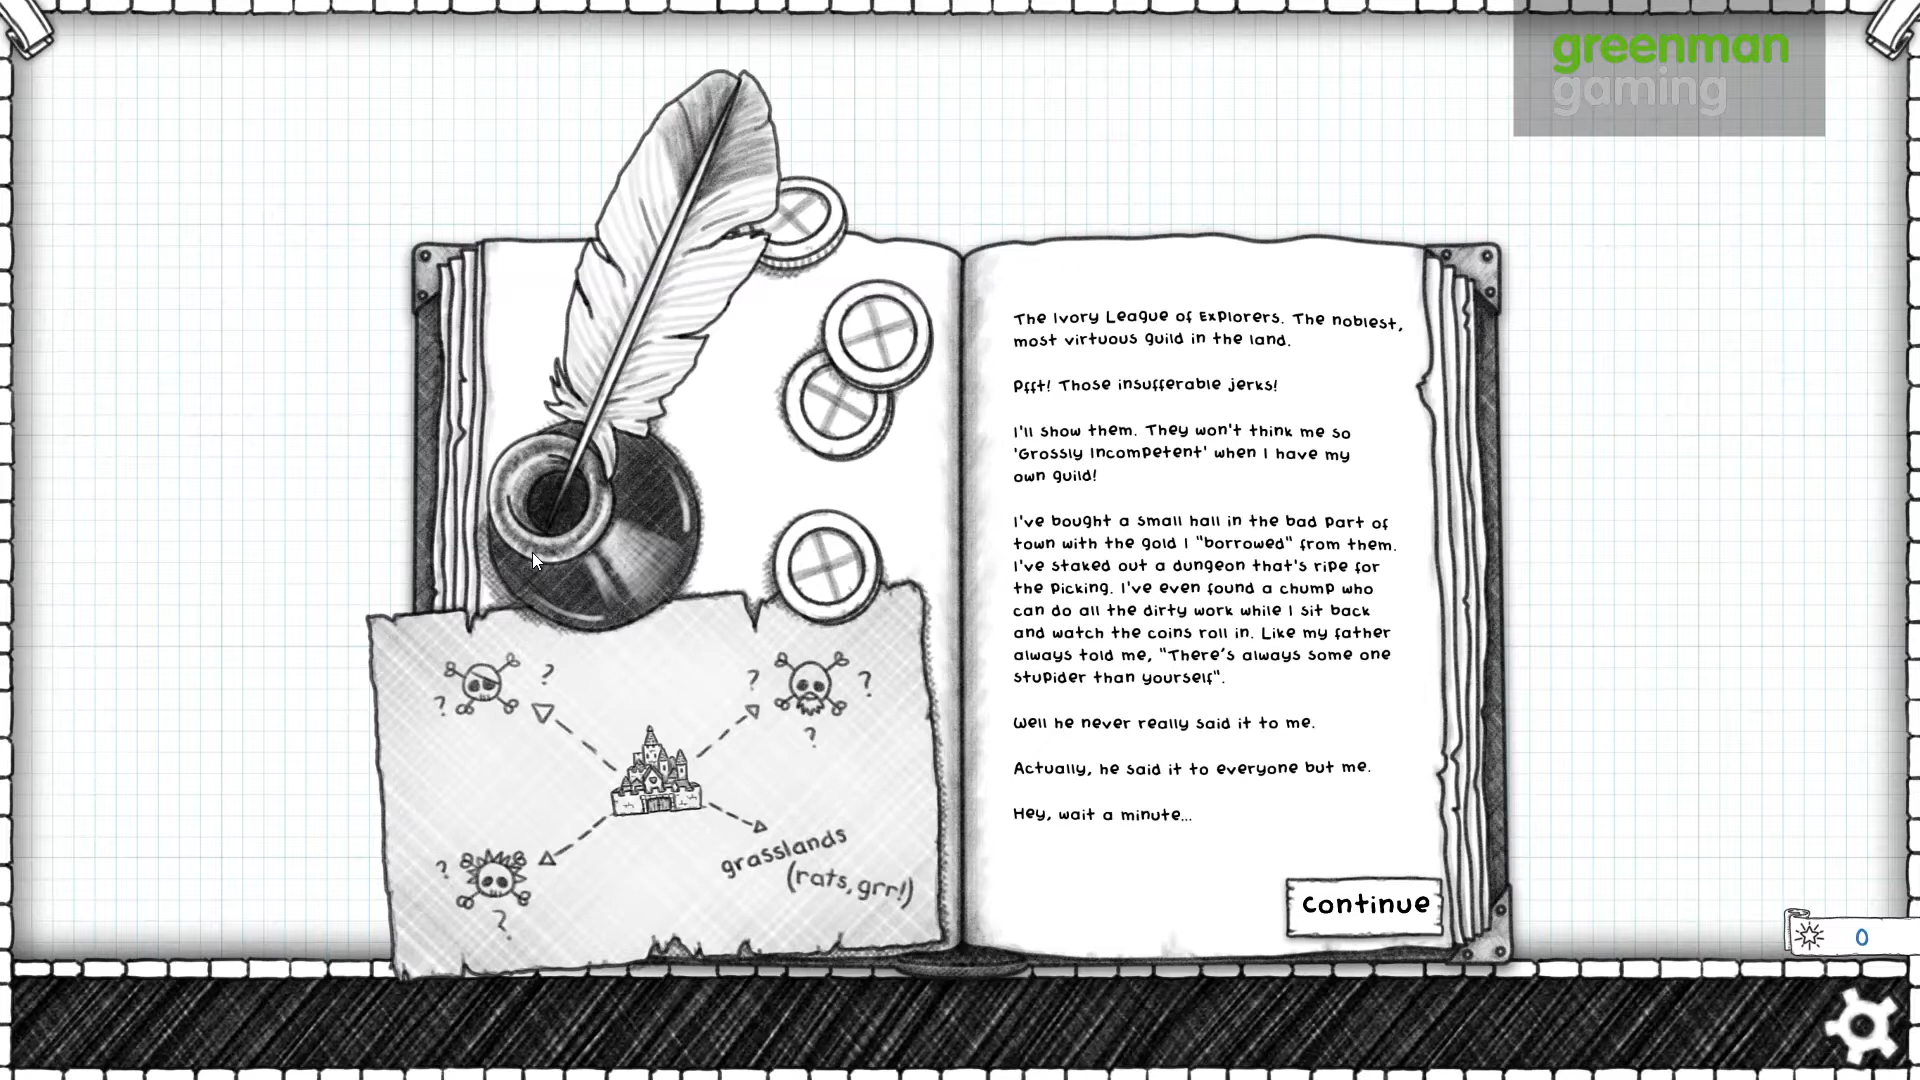 greenman
gaming
The Ivory League of Explorers. The noblest,
most virtuous guild in the land.
Pfft! Those insufferable jerks!
I'll show them. They won't think me so
'Grossly Incompetent' when I have my
own guild!
I've bought a small hall in the bad part of
town with the gold I "borrowed" from them.
I've staked out a dungeon that's ripe for
the picking. I've even found a chump who
can do all the dirty work while I sit back
and watch the coins roll in. Like my father
always told me, "There's always some one
stupider than yourself".
Well he never really said it to me.
Actually, he said it to everyone but me.
Hey, wait a minute...
continue
? ?
? ? ?
? ?
grasslands
(rats, grr!)
0